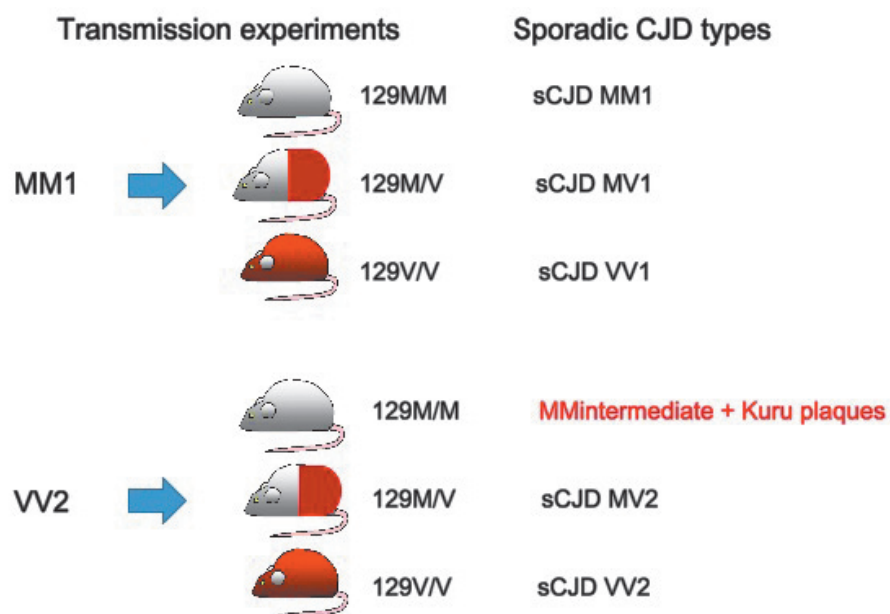 Transmission experiments Sporadic CJD types
129M/M sCJD MM1
MM1 129M/V sCJD MV1
129V/V sCJD VV1
129M/M MMintermediate + Kuru plaques
VV2 129M/V sCJD MV2
129V/V sCJD VV2